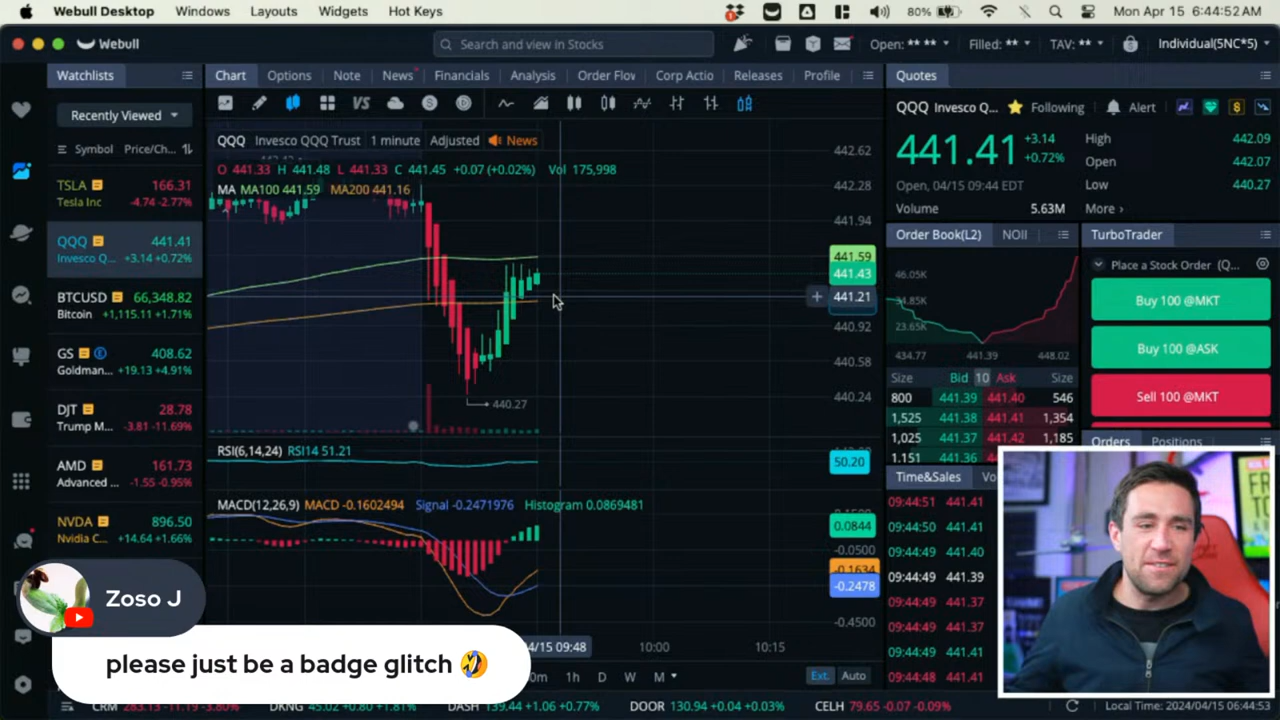 Webull Desktop Windows Layouts Widgets Hot Keys
80% Mon Apr 15 6:44:52 AM
Webull
Search and view in Stocks
Open: ** ** Filled: ** TAV: ** Individual(5NC*5)
Watchlists
Recently Viewed
Symbol Price/Ch...
TSLA 166.31
Tesla Inc -4.74 -2.77%
QQQ 441.41
Invesco Q... +3.14 +0.72%
BTCUSD 66,348.82
Bitcoin +1,115.11 +1.71%
GS E 408.62
Goldman... +19.13 +4.91%
DJT 28.78
Trump M... -3.81 -11.69%
AMD 161.73
Advanced ... -1.55 -0.95%
NVDA 896.50
Nvidia C... +14.64 +1.66%
Chart Options Note News Financials Analysis Order Flow Corp Actio Releases Profile
VS
QQQ Invesco QQQ Trust 1 minute Adjusted News
O 441.33 H 441.48 L 441.33 C 441.45 +0.07 (+0.02%) Vol 175,998
MA MA100 441.59 MA200 441.16
442.62
442.28
441.94
441.59
441.43
441.21
440.92
440.58
440.24
440.27
RSI(6,14,24) RSI14 51.21
50.20
MACD(12,26,9) MACD -0.1602494 Signal -0.2471976 Histogram 0.0869481
0.0844
-0.0500
-0.1634
-0.2478
-0.4500
04/15 09:48 10:00 10:15
1h D W M Ext. Auto
Quotes
QQQ Invesco Q... Following Alert
441.41 +3.14
+0.72%
High 442.09
Open 442.07
Low 440.27
Open, 04/15 09:44 EDT
Volume 5.63M
More
Order Book(L2) NOII
46.05K
34.85K
23.65K
434.77 441.39 448.02
Size Bid 10 Ask Size
800 441.39 441.40 546
1,525 441.38 441.41 1,354
1,025 441.37 441.42 1,185
1,151 441.36
TurboTrader
Place a Stock Order (Q...
Buy 100 @MKT
Buy 100 @ASK
Sell 100 @MKT
Orders Positions
Time&Sales Vo
09:44:51 441.41
09:44:50 441.41
09:44:49 441.40
09:44:49 441.39
09:44:49 441.37
09:44:49 441.37
09:44:49 441.41
09:44:48 441.41
Zoso J
please just be a badge glitch 🤣
CRM 283.13 -11.19 -3.80% DKNG 45.02 +0.80 +1.81% DASH 139.44 +1.06 +0.77% DOOR 130.94 +0.04 +0.03% CELH 79.65 -0.07 -0.09% Local Time: 2024/04/15 06:44:53